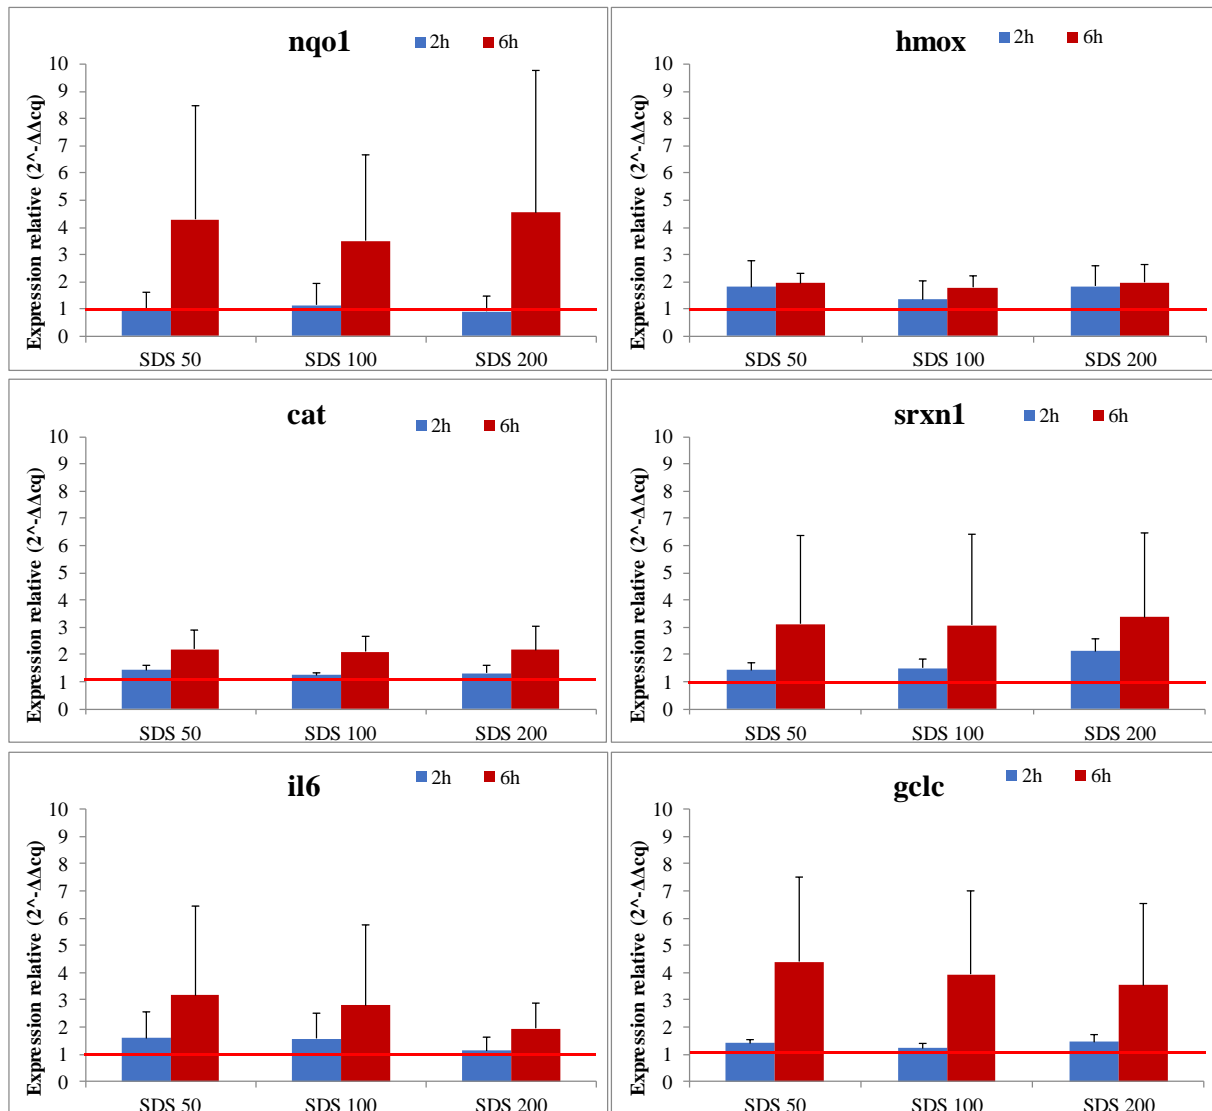 nqo1
2h 6h
Expression relative (2^-ΔΔcq)
10
9
8
7
6
5
4
3
2
1
0
SDS 50 SDS 100 SDS 200
hmox
2h 6h
Expression relative (2^-ΔΔcq)
10
9
8
7
6
5
4
3
2
1
0
SDS 50 SDS 100 SDS 200
cat
2h 6h
Expression relative (2^-ΔΔcq)
10
9
8
7
6
5
4
3
2
1
0
SDS 50 SDS 100 SDS 200
srxn1
2h 6h
Expression relative (2^-ΔΔcq)
10
9
8
7
6
5
4
3
2
1
0
SDS 50 SDS 100 SDS 200
il6
2h 6h
Expression relative (2^-ΔΔcq)
10
9
8
7
6
5
4
3
2
1
0
SDS 50 SDS 100 SDS 200
gclc
2h 6h
Expression relative (2^-ΔΔcq)
10
9
8
7
6
5
4
3
2
1
0
SDS 50 SDS 100 SDS 200